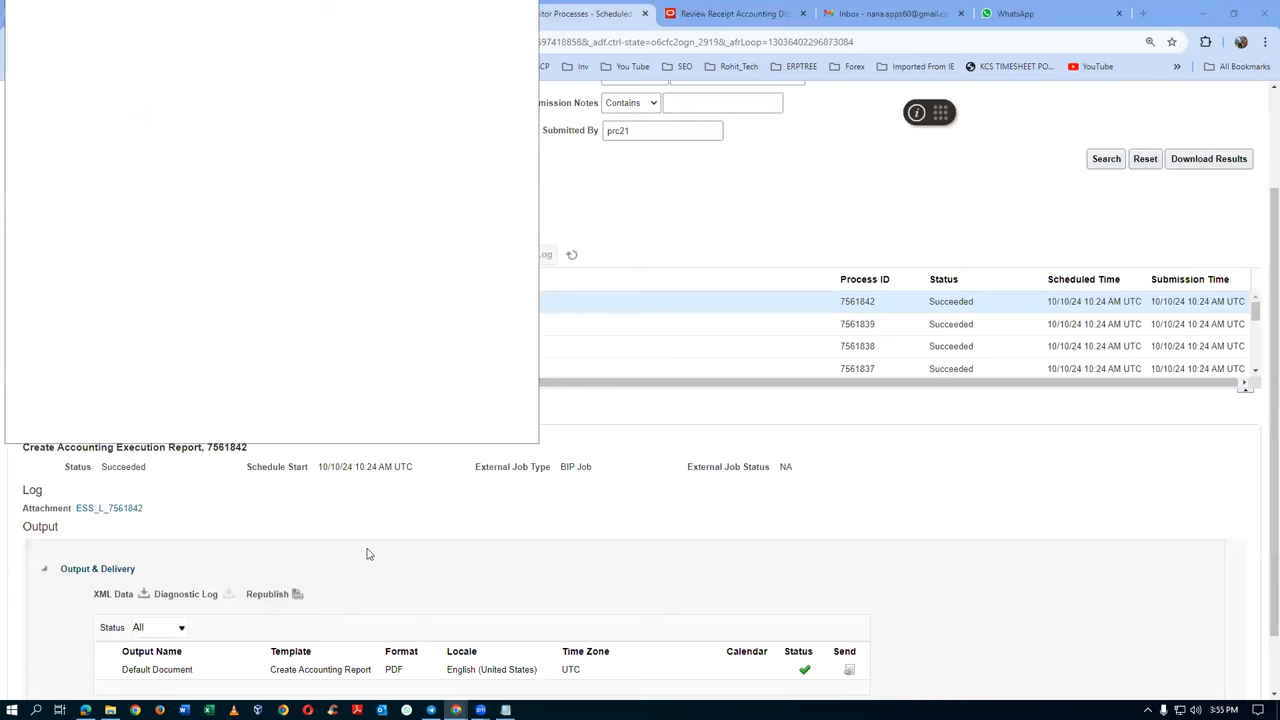 itor Processes - Scheduled
Review Receipt Accounting Dis
Inbox - nana.apps60@gmail.c
WhatsApp
597418858&_adf.ctrl-state=o6cfc2ogn_2919&_afrLoop=13036402296873084
CP
Inv
You Tube
SEO
Rohit_Tech
ERPTREE
Forex
Imported From IE
KCS TIMESHEET PO...
YouTube
All Bookmarks
mission Notes
Contains
Submitted By
prc21
Search
Reset
Download Results
Log
Process ID
Status
Scheduled Time
Submission Time
7561842
Succeeded
10/10/24 10:24 AM UTC
10/10/24 10:24 AM UTC
7561839
Succeeded
10/10/24 10:24 AM UTC
10/10/24 10:24 AM UTC
7561838
Succeeded
10/10/24 10:24 AM UTC
10/10/24 10:24 AM UTC
7561837
Succeeded
10/10/24 10:24 AM UTC
10/10/24 10:24 AM UTC
Create Accounting Execution Report, 7561842
Status Succeeded
Schedule Start 10/10/24 10:24 AM UTC
External Job Type BIP Job
External Job Status NA
Log
Attachment ESS_L_7561842
Output
Output & Delivery
XML Data
Diagnostic Log
Republish
Status All
Output Name
Template
Format
Locale
Time Zone
Calendar
Status
Send
Default Document
Create Accounting Report
PDF
English (United States)
UTC
3:55 PM